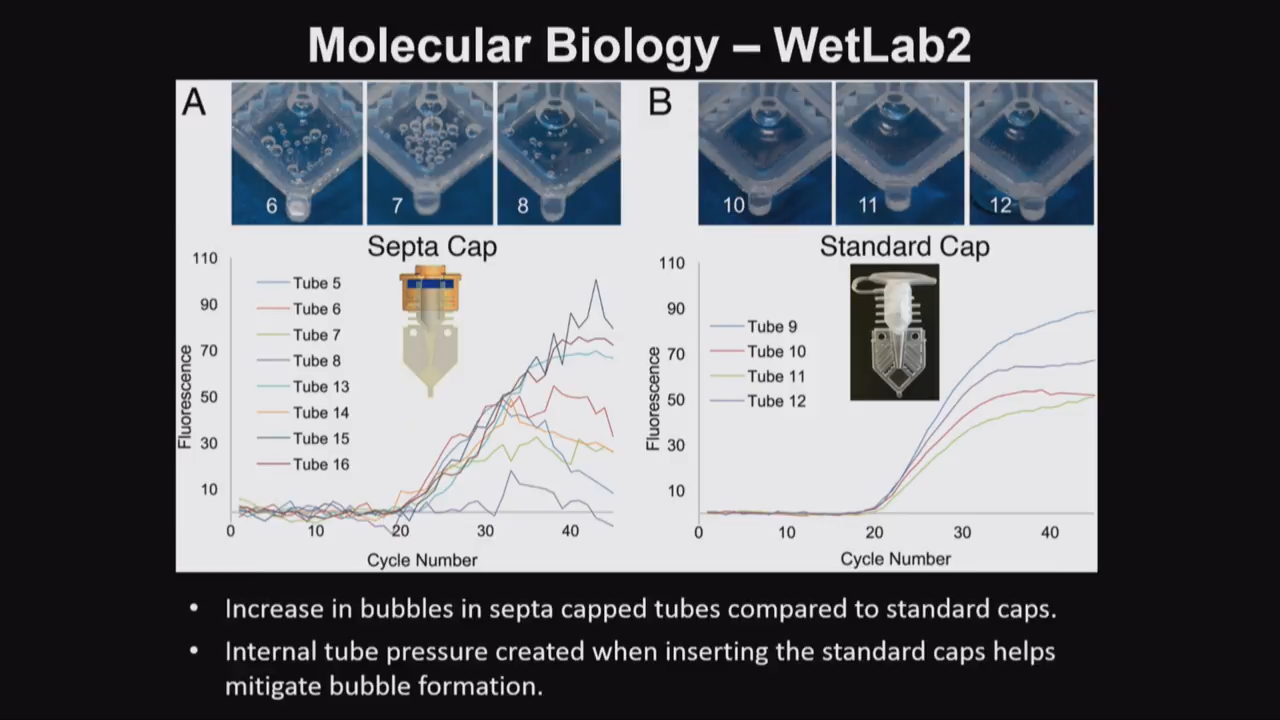 Molecular Biology – WetLab2
A
6
7
8
Septa Cap
110
90
70
50
30
10
Fluorescence
Tube 5
Tube 6
Tube 7
Tube 8
Tube 13
Tube 14
Tube 15
Tube 16
0
10
20
30
40
Cycle Number
B
10
11
12
Standard Cap
110
90
70
50
30
10
Fluorescence
Tube 9
Tube 10
Tube 11
Tube 12
0
10
20
30
40
Cycle Number
• Increase in bubbles in septa capped tubes compared to standard caps.
• Internal tube pressure created when inserting the standard caps helps
mitigate bubble formation.